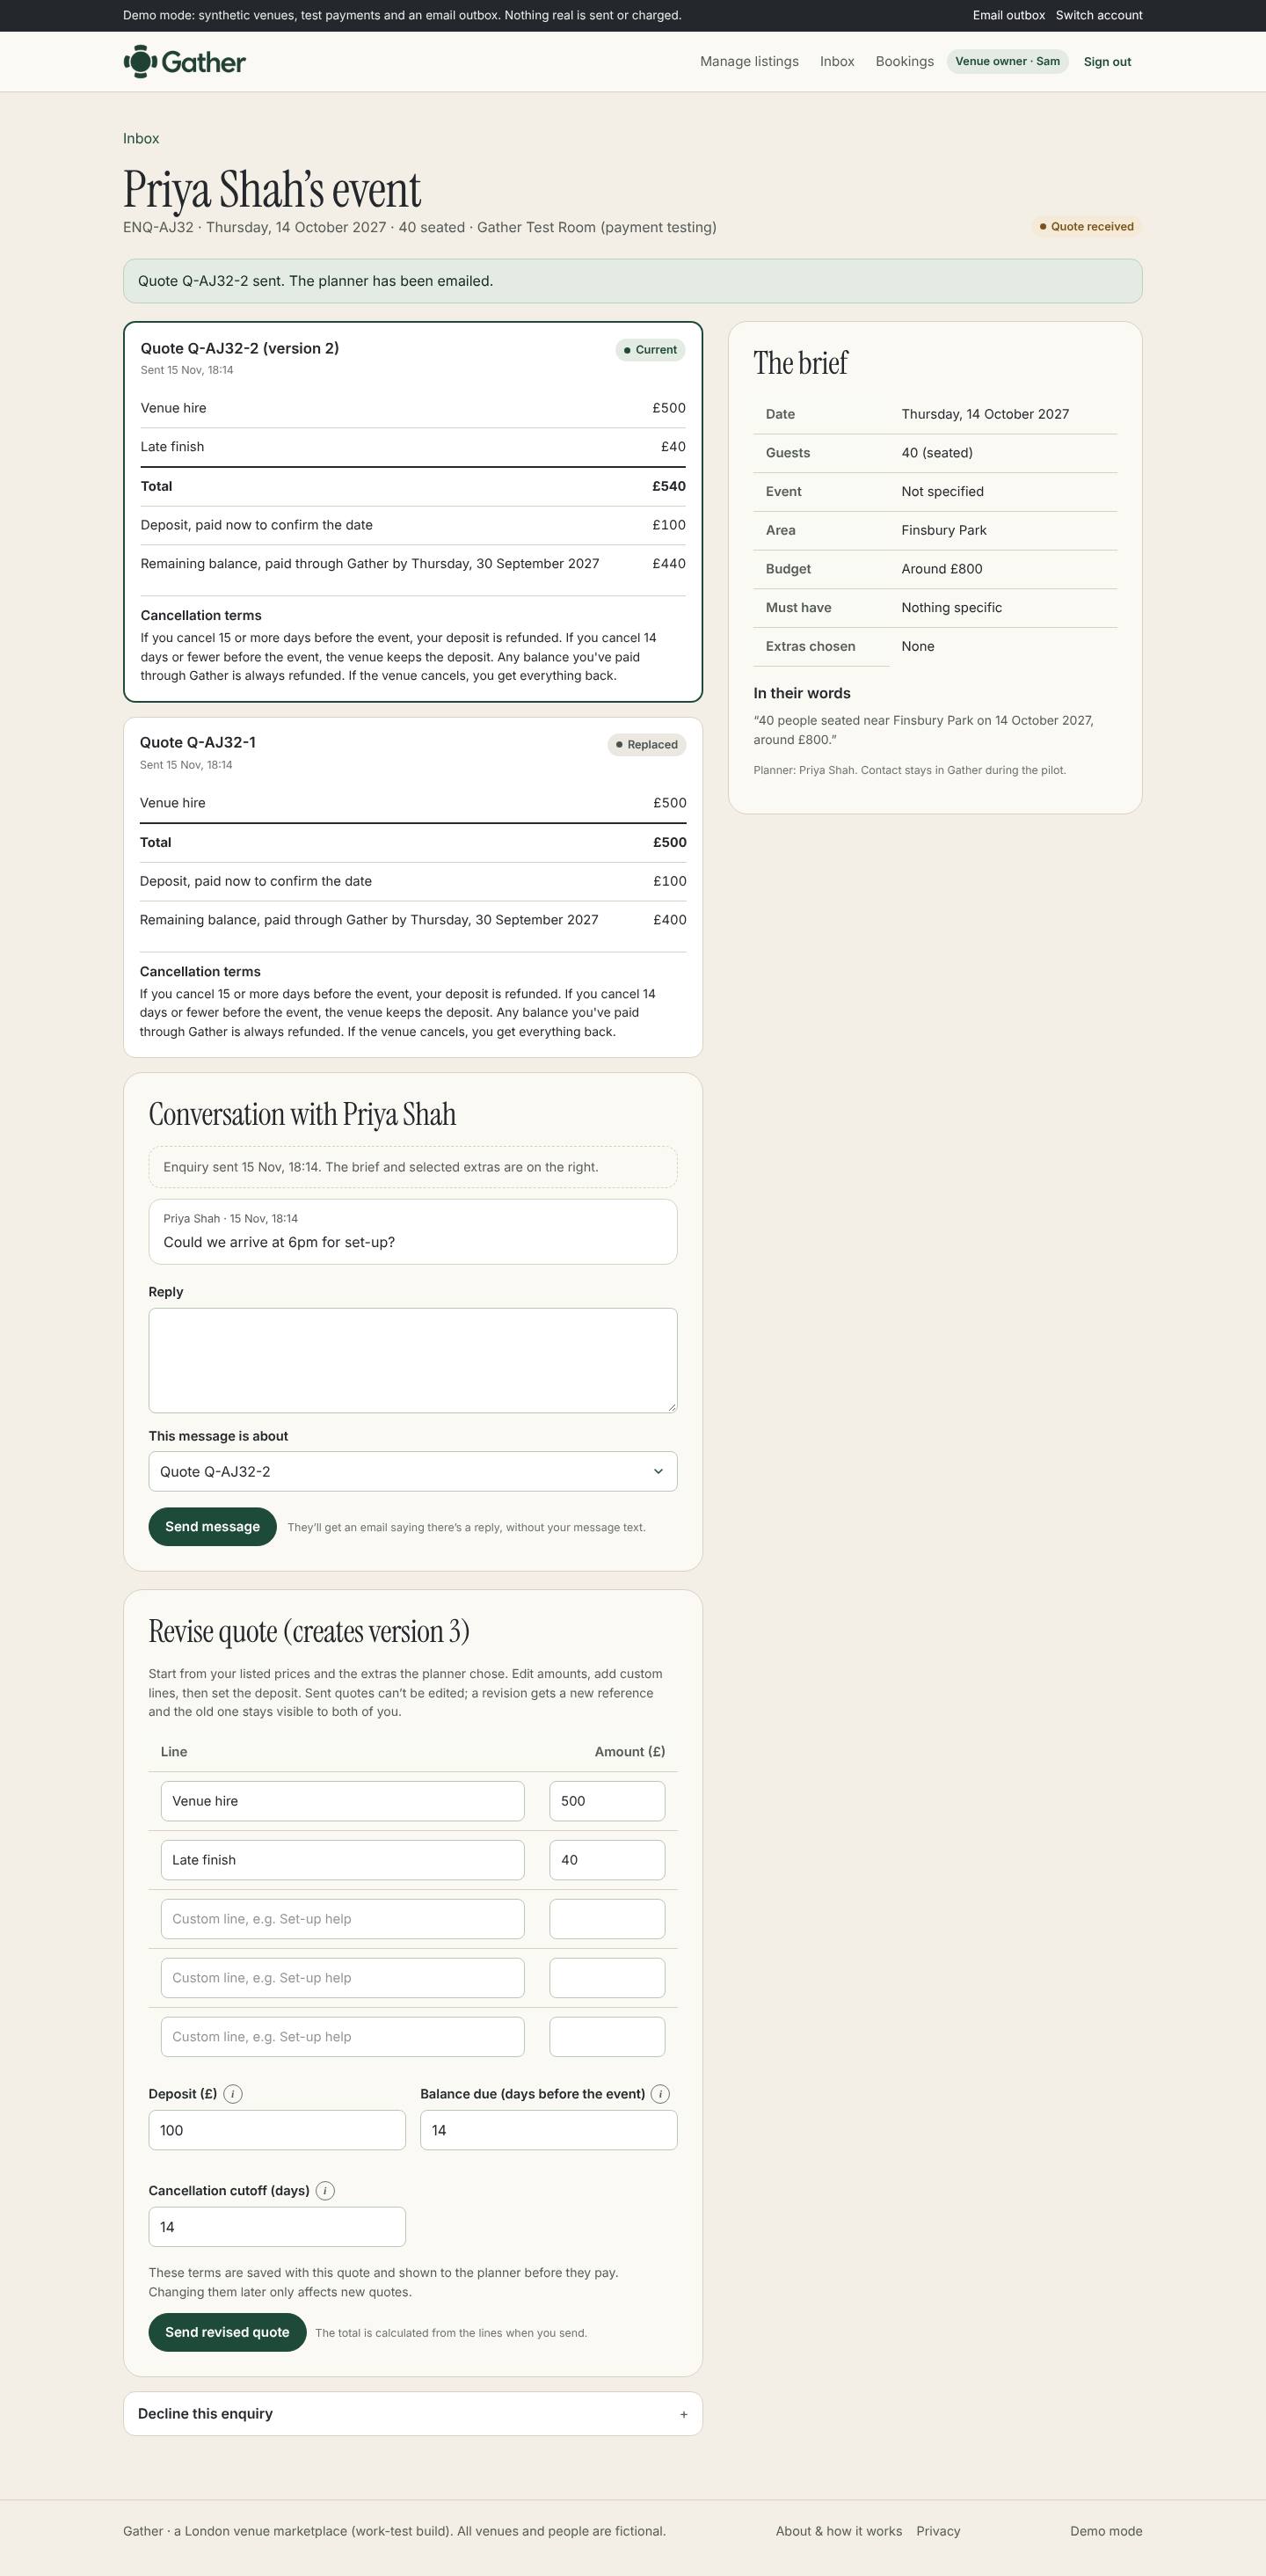 Demo mode: synthetic venues, test payments and an email outbox. Nothing real is sent or charged.
Email outbox Switch account
Gather
Manage listings Inbox Bookings Venue owner · Sam Sign out
Inbox
Priya Shah’s event
ENQ-AJ32 · Thursday, 14 October 2027 · 40 seated · Gather Test Room (payment testing)
Quote received
Quote Q-AJ32-2 sent. The planner has been emailed.
Quote Q-AJ32-2 (version 2)
Current
Sent 15 Nov, 18:14
Venue hire £500
Late finish £40
Total £540
Deposit, paid now to confirm the date £100
Remaining balance, paid through Gather by Thursday, 30 September 2027 £440
Cancellation terms
If you cancel 15 or more days before the event, your deposit is refunded. If you cancel 14
days or fewer before the event, the venue keeps the deposit. Any balance you've paid
through Gather is always refunded. If the venue cancels, you get everything back.
Quote Q-AJ32-1
Replaced
Sent 15 Nov, 18:14
Venue hire £500
Total £500
Deposit, paid now to confirm the date £100
Remaining balance, paid through Gather by Thursday, 30 September 2027 £400
Cancellation terms
If you cancel 15 or more days before the event, your deposit is refunded. If you cancel 14
days or fewer before the event, the venue keeps the deposit. Any balance you've paid
through Gather is always refunded. If the venue cancels, you get everything back.
Conversation with Priya Shah
Enquiry sent 15 Nov, 18:14. The brief and selected extras are on the right.
Priya Shah · 15 Nov, 18:14
Could we arrive at 6pm for set-up?
Reply
This message is about
Quote Q-AJ32-2
Send message They’ll get an email saying there’s a reply, without your message text.
Revise quote (creates version 3)
Start from your listed prices and the extras the planner chose. Edit amounts, add custom
lines, then set the deposit. Sent quotes can’t be edited; a revision gets a new reference
and the old one stays visible to both of you.
Line Amount (£)
Venue hire 500
Late finish 40
Custom line, e.g. Set-up help
Custom line, e.g. Set-up help
Custom line, e.g. Set-up help
Deposit (£) i
Balance due (days before the event) i
100
14
Cancellation cutoff (days) i
14
These terms are saved with this quote and shown to the planner before they pay.
Changing them later only affects new quotes.
Send revised quote The total is calculated from the lines when you send.
Decline this enquiry +
The brief
Date Thursday, 14 October 2027
Guests 40 (seated)
Event Not specified
Area Finsbury Park
Budget Around £800
Must have Nothing specific
Extras chosen None
In their words
“40 people seated near Finsbury Park on 14 October 2027,
around £800.”
Planner: Priya Shah. Contact stays in Gather during the pilot.
Gather · a London venue marketplace (work-test build). All venues and people are fictional.
About & how it works Privacy
Demo mode